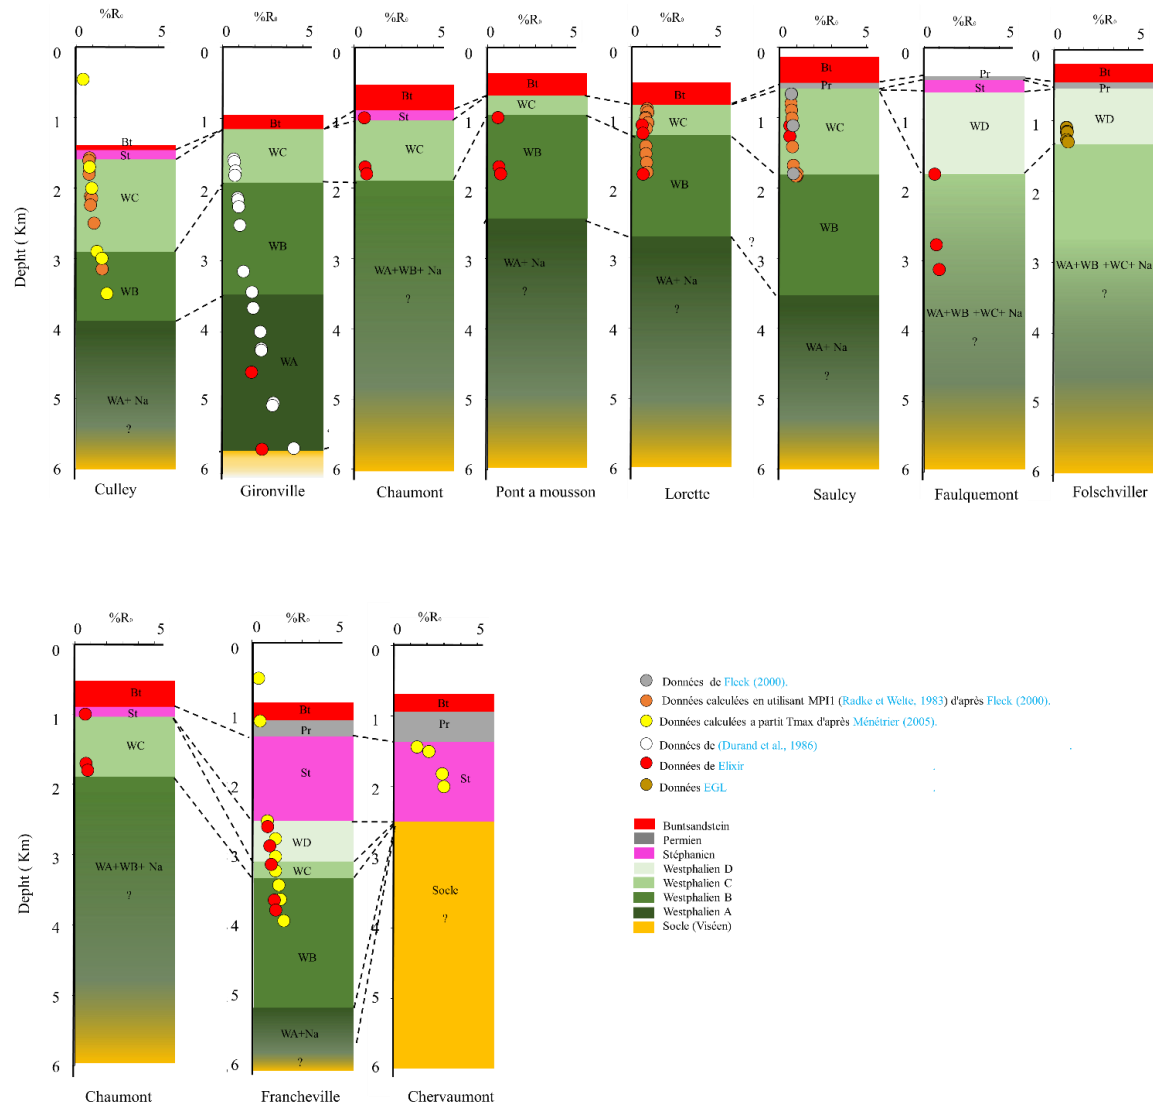 %R₀ %R₀ %R₀ %R₀ %R₀ %R₀ %R₀ %R₀
0 5 0 5 0 5 0 5 0 5 0 5 0 5 0 5
Depht ( Km)
0
1
2
3
4
5
6
Bt
St
WC
WB
WA+ Na
?
Culley
0
1
2
3
4
5
6
Bt
WC
WB
WA
Gironville
0
1
2
3
4
5
6
Bt
St
WC
WA+WB+ Na
?
Chaumont
0
1
2
3
4
5
6
Bt
WC
WB
WA+ Na
?
Pont a mousson
0
1
2
3
4
5
6
Bt
WC
WB
WA+ Na
?
Lorette
?
0
1
2
3
4
5
6
Bt
Pr
WC
WB
WA+ Na
?
Saulcy
0
1
2
3
4
5
6
Pr
St
WD
WA+WB +WC+ Na
?
Faulquemont
0
1
2
3
4
5
6
Bt
Pr
WD
WA+WB +WC+ Na
?
Folschviller
%R₀ %R₀ %R₀
0 5 0 5 0 5
Depht ( Km)
0
1
2
3
4
5
6
Bt
St
WC
WA+WB+ Na
?
Chaumont
0
1
2
3
4
5
6
Bt
Pr
St
WD
WC
WB
WA+Na
?
Francheville
0
1
2
3
4
5
6
Bt
Pr
St
Socle
?
Chervaumont
Données de Fleck (2000).
Données calculées en utilisant MPI1 (Radke et Welte, 1983) d'après Fleck (2000).
Données calculées a partit Tmax d'après Ménétrier (2005).
Données de (Durand et al., 1986)
Données de Elixir
Données EGL
Buntsandstein
Permien
Stéphanien
Westphalien D
Westphalien C
Westphalien B
Westphalien A
Socle (Viséen)